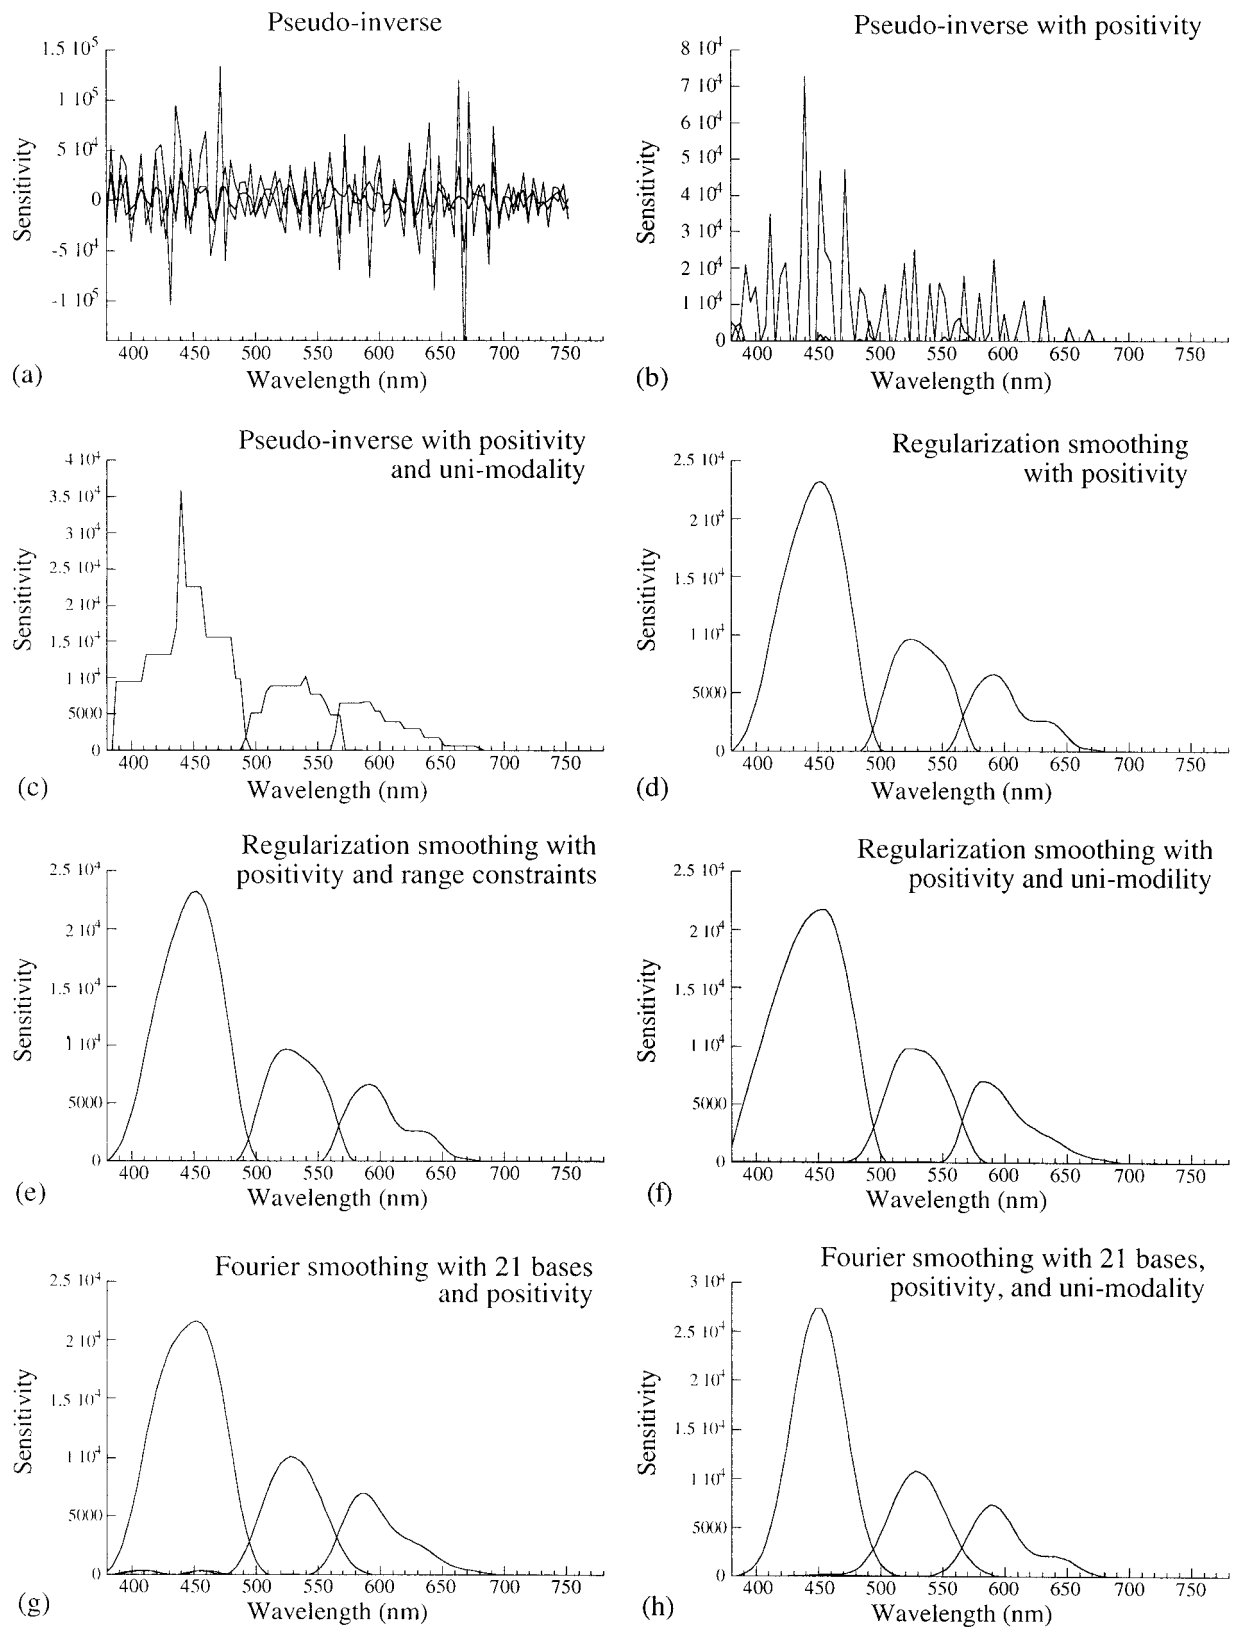 Pseudo-inverse
1.5 10⁵
1 10⁵
5 10⁴
0
-5 10⁴
-1 10⁵
Sensitivity
400 450 500 550 600 650 700 750
Wavelength (nm)
(a)
Pseudo-inverse with positivity
8 10⁴
7 10⁴
6 10⁴
5 10⁴
4 10⁴
3 10⁴
2 10⁴
1 10⁴
0
Sensitivity
400 450 500 550 600 650 700 750
Wavelength (nm)
(b)
Pseudo-inverse with positivity
and uni-modality
4 10⁴
3.5 10⁴
3 10⁴
2.5 10⁴
2 10⁴
1.5 10⁴
1 10⁴
5000
0
Sensitivity
400 450 500 550 600 650 700 750
Wavelength (nm)
(c)
Regularization smoothing
with positivity
2.5 10⁴
2 10⁴
1.5 10⁴
1 10⁴
5000
0
Sensitivity
400 450 500 550 600 650 700 750
Wavelength (nm)
(d)
Regularization smoothing with
positivity and range constraints
2.5 10⁴
2 10⁴
1.5 10⁴
1 10⁴
5000
0
Sensitivity
400 450 500 550 600 650 700 750
Wavelength (nm)
(e)
Regularization smoothing with
positivity and uni-modility
2.5 10⁴
2 10⁴
1.5 10⁴
1 10⁴
5000
0
Sensitivity
400 450 500 550 600 650 700 750
Wavelength (nm)
(f)
Fourier smoothing with 21 bases
and positivity
2.5 10⁴
2 10⁴
1.5 10⁴
1 10⁴
5000
0
Sensitivity
400 450 500 550 600 650 700 750
Wavelength (nm)
(g)
Fourier smoothing with 21 bases,
positivity, and uni-modality
3 10⁴
2.5 10⁴
2 10⁴
1.5 10⁴
1 10⁴
5000
0
Sensitivity
400 450 500 550 600 650 700 750
Wavelength (nm)
(h)